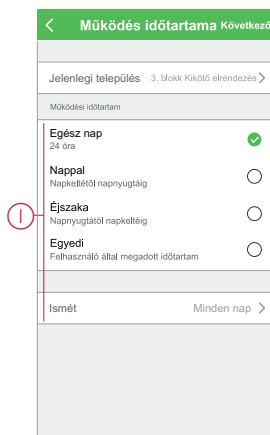 Működés időtartama Következő
Jelenlegi település 3. blokk Kikötő elrendezés
Működési időtartam
Egész nap
24 óra
Nappal
Napkeltétől napnyugtáig
I
Éjszaka
Napnyugtától napkeltéig
Egyedi
Felhasználó által megadott időtartam
Ismét Minden nap